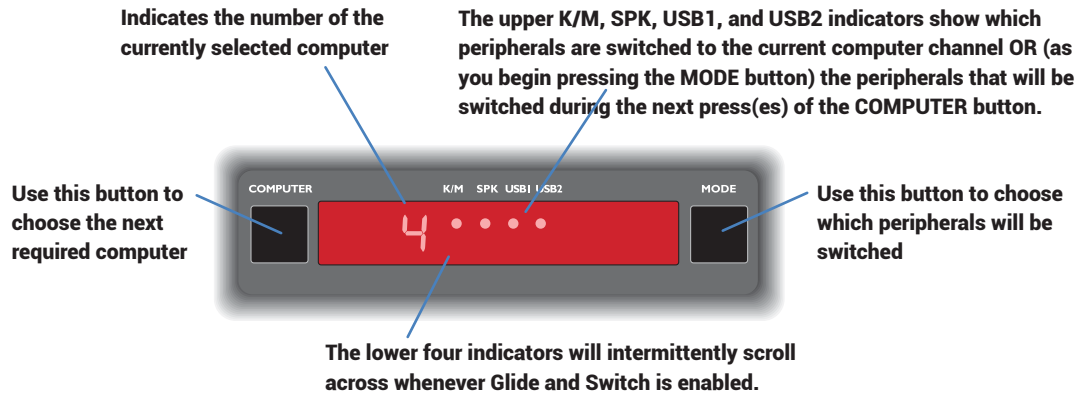 Indicates the number of the
currently selected computer
The upper K/M, SPK, USB1, and USB2 indicators show which
peripherals are switched to the current computer channel OR (as
you begin pressing the MODE button) the peripherals that will be
switched during the next press(es) of the COMPUTER button.
Use this button to
choose the next
required computer
COMPUTER
K/M SPK USB1 USB2
MODE
4
Use this button to choose
which peripherals will be
switched
The lower four indicators will intermittently scroll
across whenever Glide and Switch is enabled.